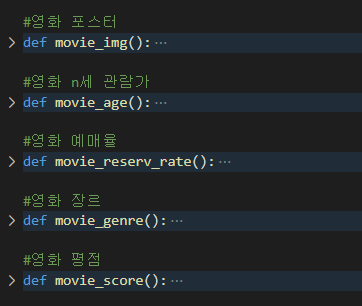 #영화 포스터
def movie_img():···
#영화 n세 관람가
def movie_age():···
#영화 예매율
def movie_reserv_rate():···
#영화 장르
def movie_genre():···
#영화 평점
def movie_score():···